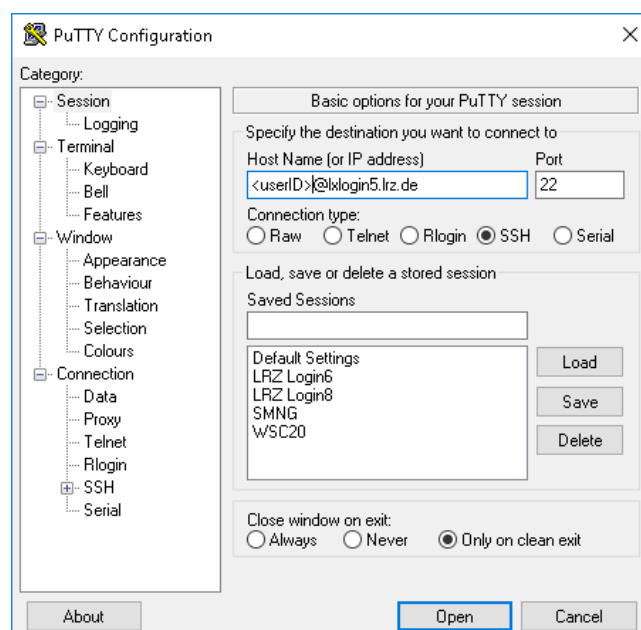 PuTTY Configuration
Category:
Session
Logging
Terminal
Keyboard
Bell
Features
Window
Appearance
Behaviour
Translation
Selection
Colours
Connection
Data
Proxy
Telnet
Rlogin
SSH
Serial
Basic options for your PuTTY session
Specify the destination you want to connect to
Host Name (or IP address) Port
<userID>@lxlogin5.lrz.de 22
Connection type:
Raw Telnet Rlogin SSH Serial
Load, save or delete a stored session
Saved Sessions
Default Settings
LRZ Login6
LRZ Login8
SMNG
WSC20
Load
Save
Delete
Close window on exit:
Always Never Only on clean exit
About Open Cancel